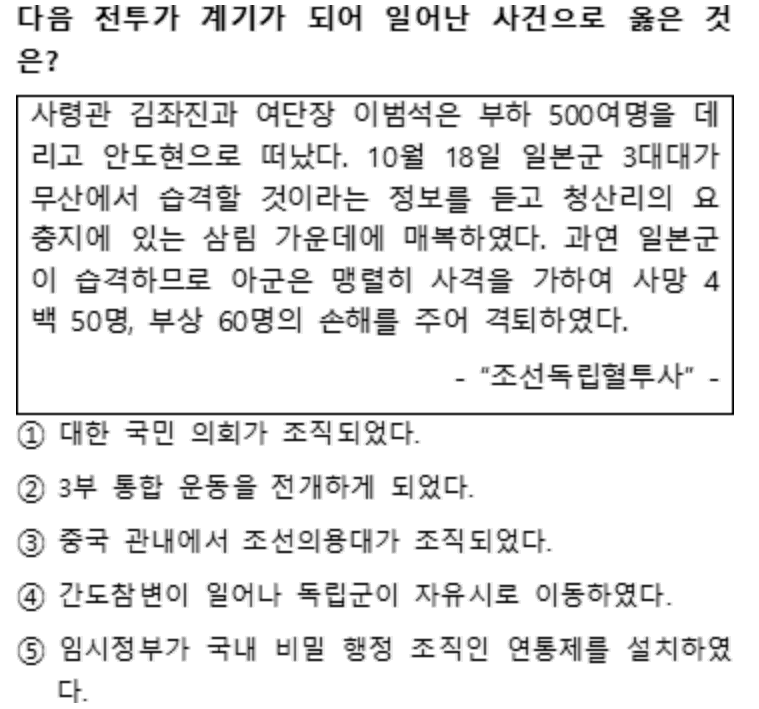 다음 전투가 계기가 되어 일어난 사건으로 옳은 것
은?
사령관 김좌진과 여단장 이범석은 부하 500여명을 데
리고 안도현으로 떠났다. 10월 18일 일본군 3대대가
무산에서 습격할 것이라는 정보를 듣고 청산리의 요
충지에 있는 삼림 가운데에 매복하였다. 과연 일본군
이 습격하므로 아군은 맹렬히 사격을 가하여 사망 4
백 50명, 부상 60명의 손해를 주어 격퇴하였다.
- “조선독립혈투사” -
① 대한 국민 의회가 조직되었다.
② 3부 통합 운동을 전개하게 되었다.
③ 중국 관내에서 조선의용대가 조직되었다.
④ 간도참변이 일어나 독립군이 자유시로 이동하였다.
⑤ 임시정부가 국내 비밀 행정 조직인 연통제를 설치하였
다.